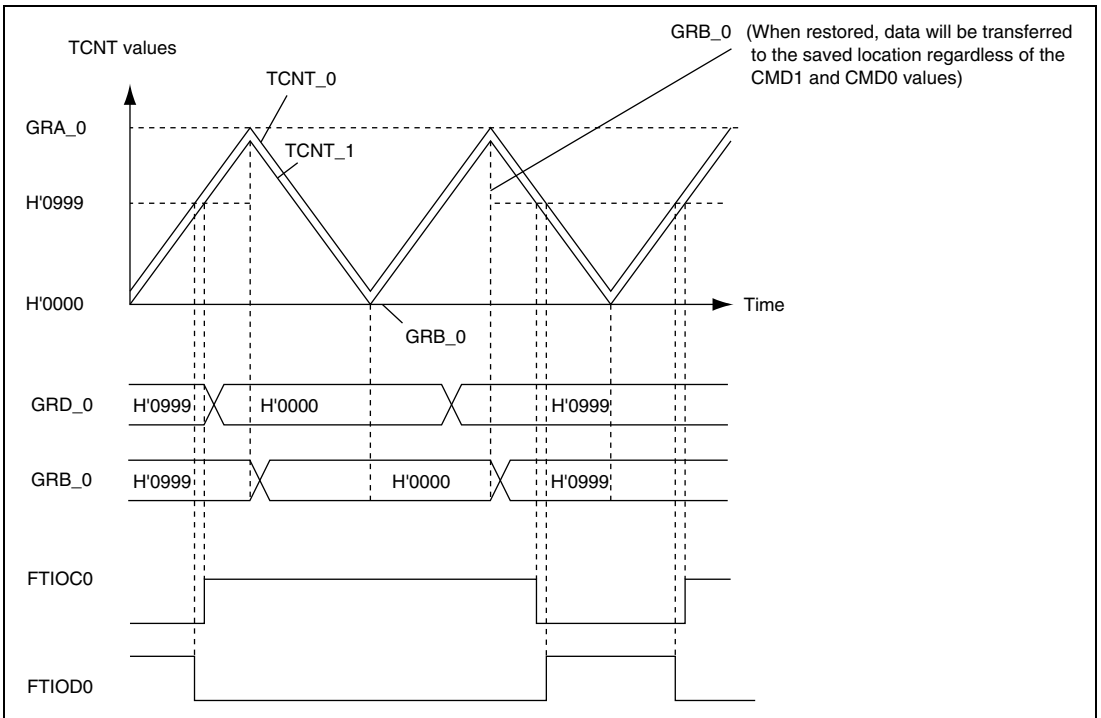 GRB_0 (When restored, data will be transferred
to the saved location regardless of the
CMD1 and CMD0 values)
TCNT values
TCNT_0
GRA_0
TCNT_1
H'0999
H'0000
Time
GRB_0
GRD_0 H'0999 H'0000 H'0999
GRB_0 H'0999 H'0000 H'0999
FTIOC0
FTIOD0